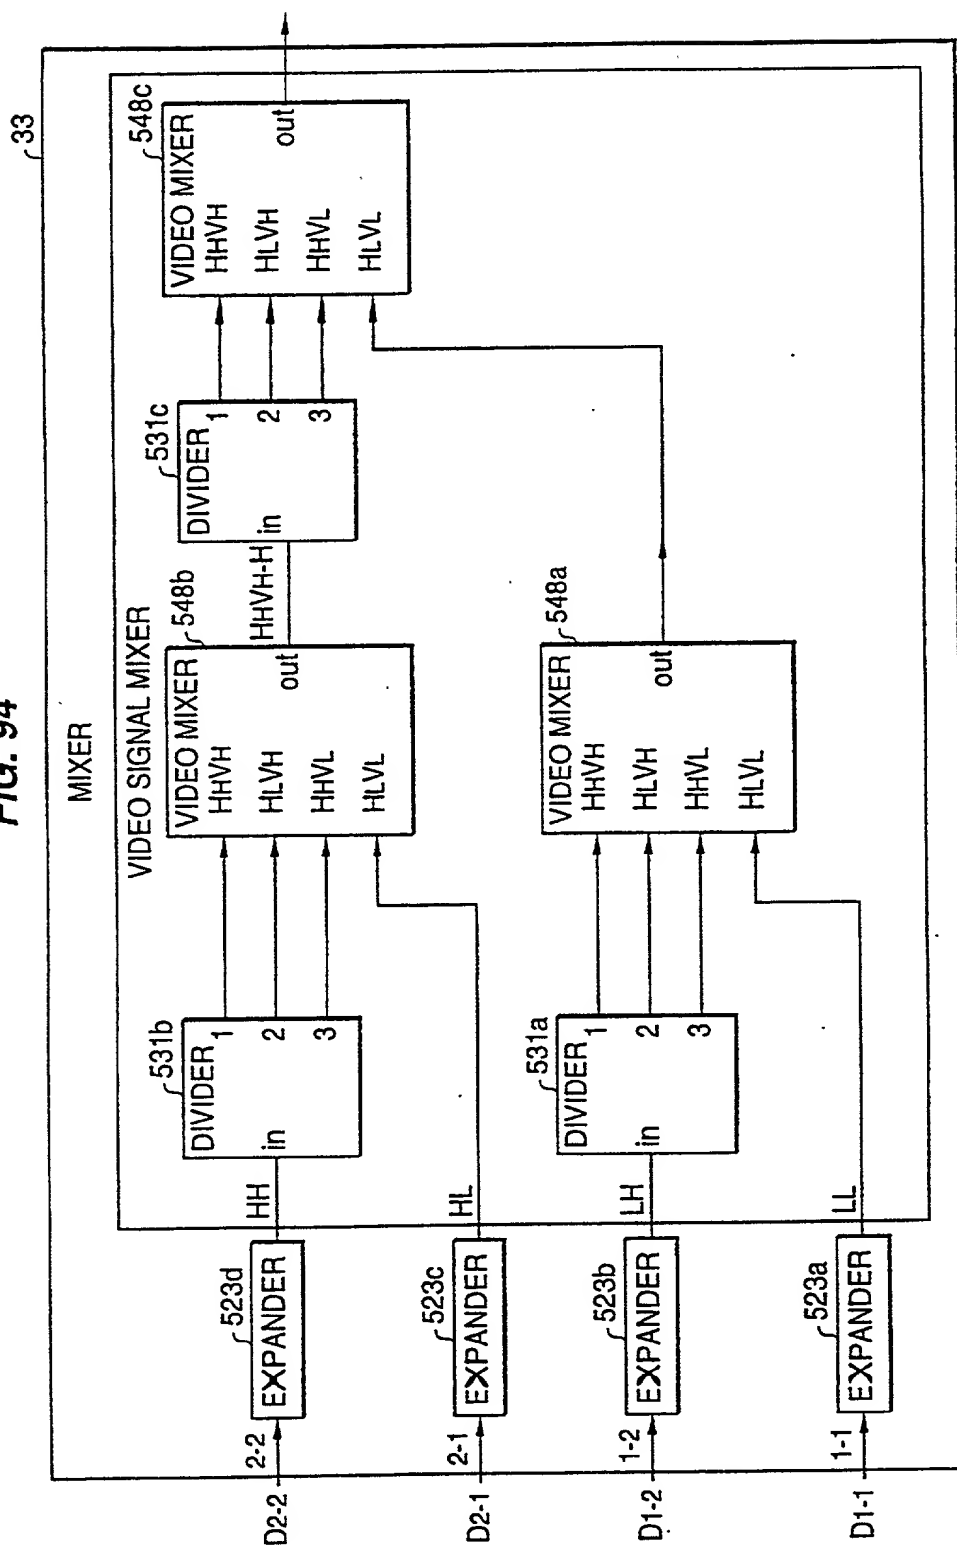 FIG. 94
33
MIXER
VIDEO SIGNAL MIXER
D2-2
2-2
EXPANDER
523d
HH
DIVIDER
531b
in
1
2
3
VIDEO MIXER
548b
HHVH
HLVH
HHVL
HLVL
out
HHVH-H
DIVIDER
531c
in
1
2
3
VIDEO MIXER
548c
HHVH
HLVH
HHVL
HLVL
out
D2-1
2-1
EXPANDER
523c
HL
D1-2
1-2
EXPANDER
523b
LH
DIVIDER
531a
in
1
2
3
VIDEO MIXER
548a
HHVH
HLVH
HHVL
HLVL
out
D1-1
1-1
EXPANDER
523a
LL